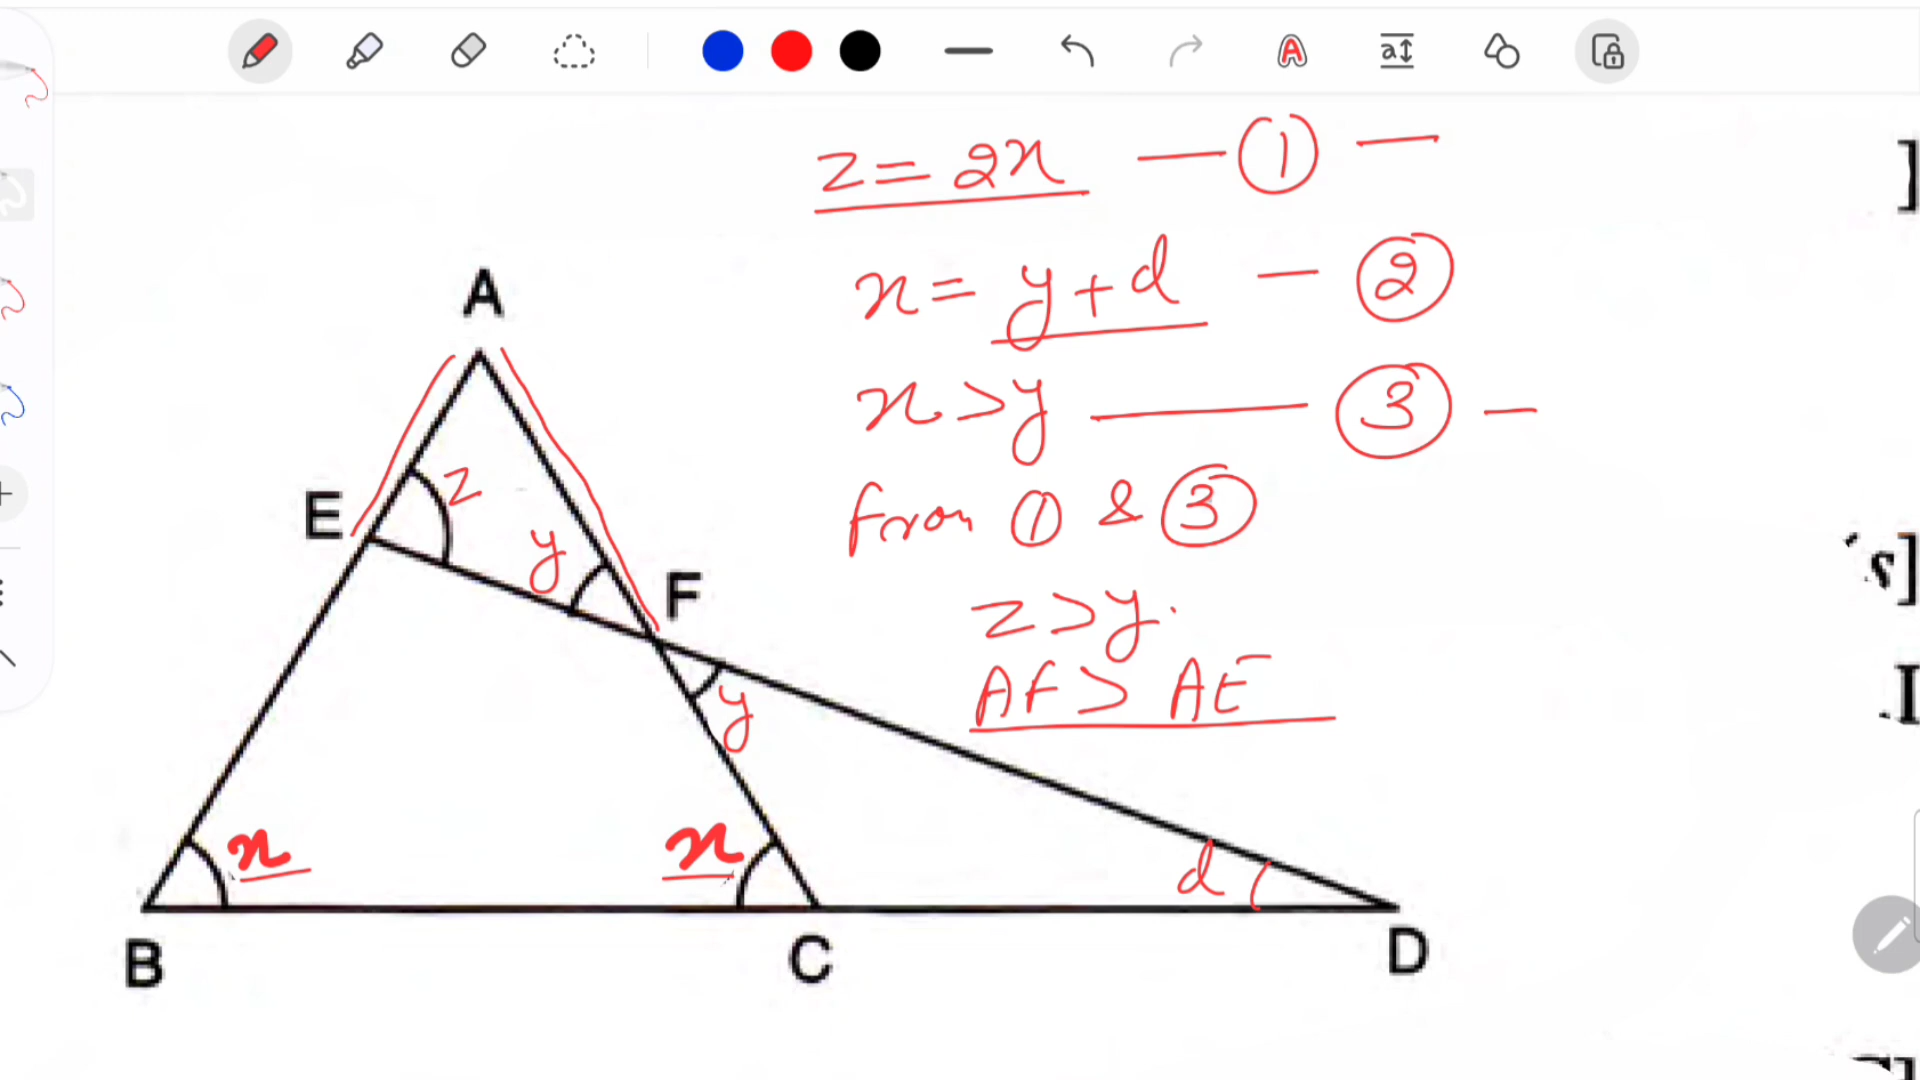 z = 2x — ① —
x = y + d — ②
x > y — ③ —
from ① & ③
z > y.
AF > AE
A
E
z
y
F
y
x
x
d
B
C
D
A
a
]
's]
I
]